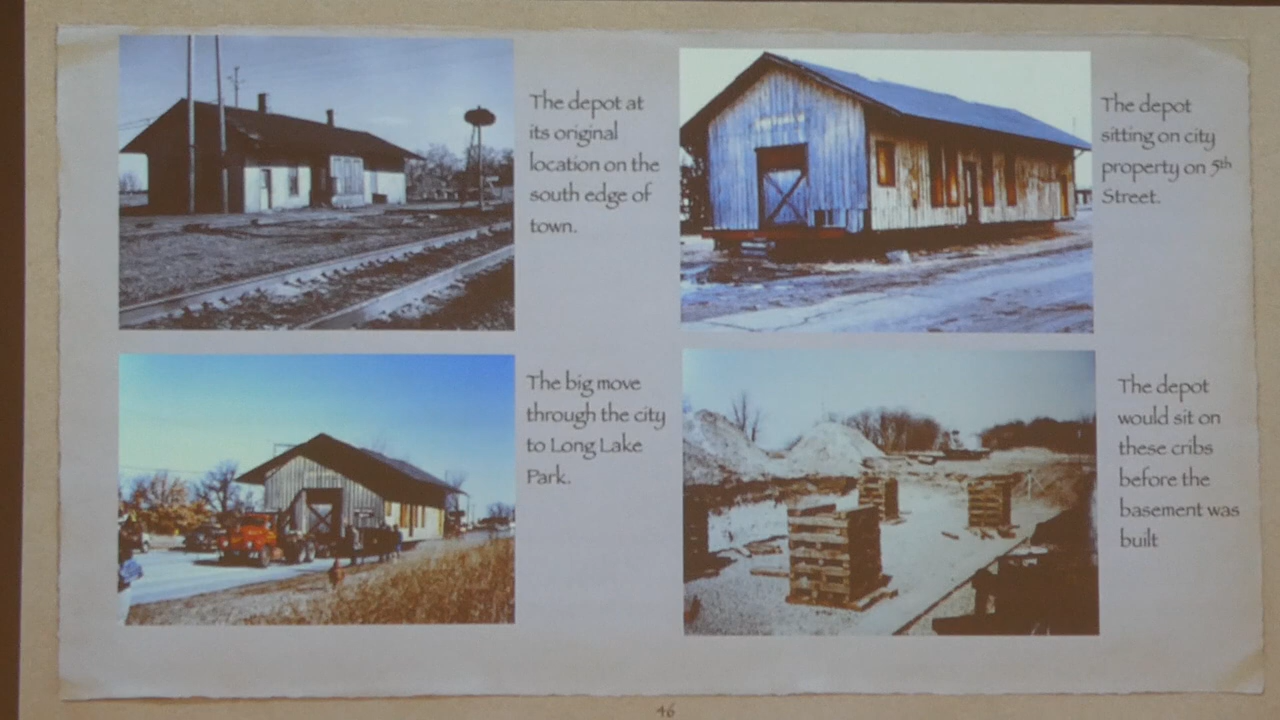 The depot at
its original
location on the
south edge of
town.
The depot
sitting on city
property on 5th
Street.
The big move
through the city
to Long Lake
Park.
The depot
would sit on
these cribs
before the
basement was
built
46